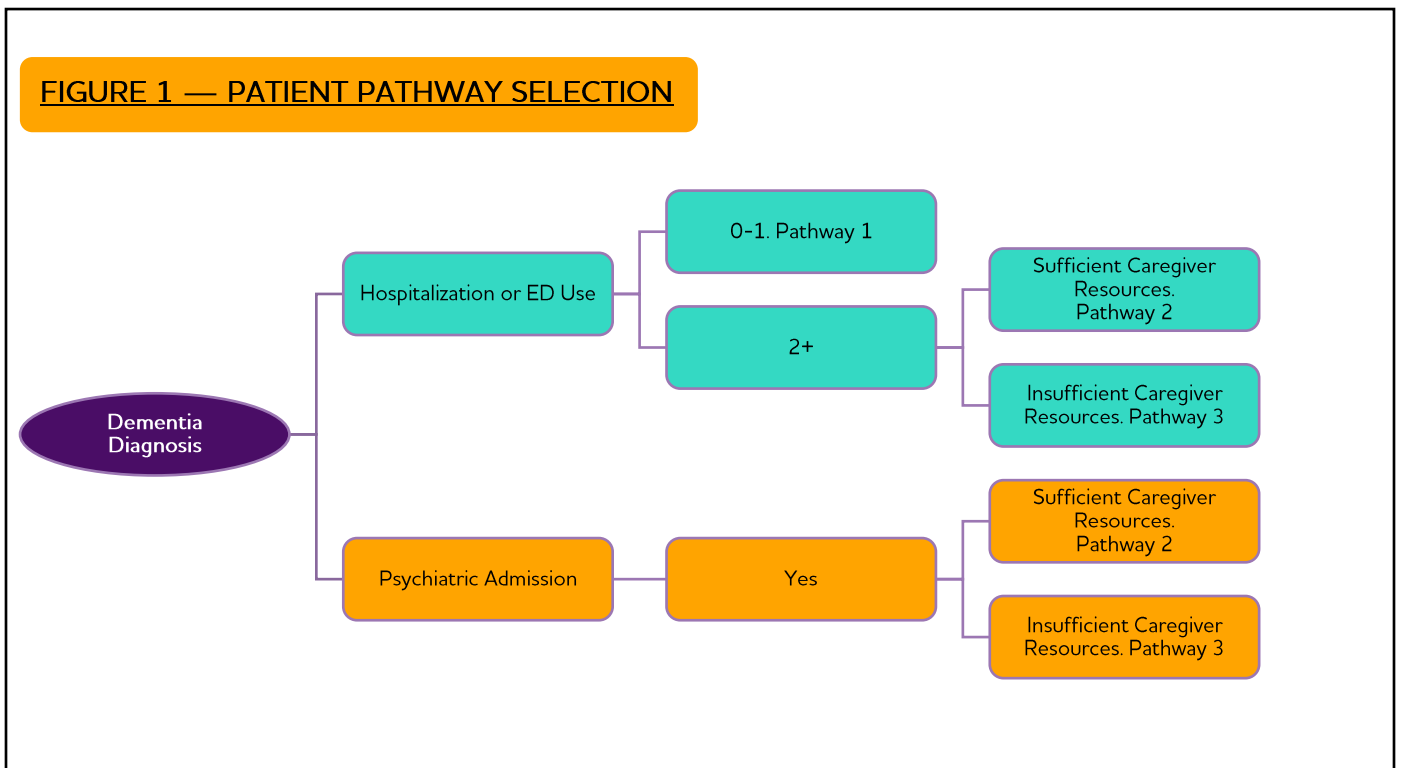 FIGURE 1 — PATIENT PATHWAY SELECTION
Dementia
Diagnosis
Hospitalization or ED Use
0-1. Pathway 1
2+
Sufficient Caregiver
Resources.
Pathway 2
Insufficient Caregiver
Resources. Pathway 3
Psychiatric Admission
Yes
Sufficient Caregiver
Resources.
Pathway 2
Insufficient Caregiver
Resources. Pathway 3